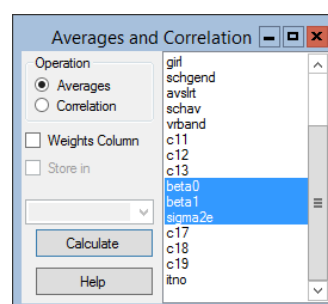 Averages and Correlation
Operation
Averages
Correlation
Weights Column
Store in
Calculate
Help
girl
schgend
avslrt
schav
vrband
c11
c12
c13
beta0
beta1
sigma2e
c17
c18
c19
itno